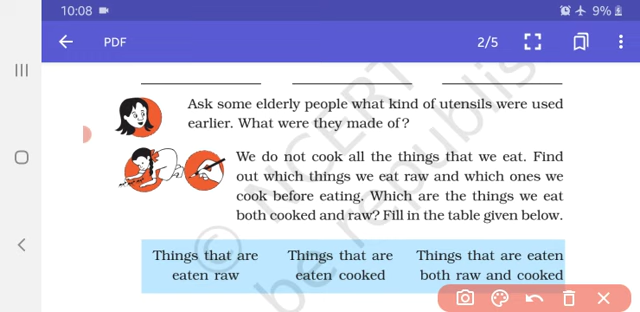 10:08
9%
PDF
2/5
Ask some elderly people what kind of utensils were used
earlier. What were they made of?
We do not cook all the things that we eat. Find
out which things we eat raw and which ones we
cook before eating. Which are the things we eat
both cooked and raw? Fill in the table given below.
Things that are
eaten raw
Things that are
eaten cooked
Things that are eaten
both raw and cooked
© NCERT
be republis